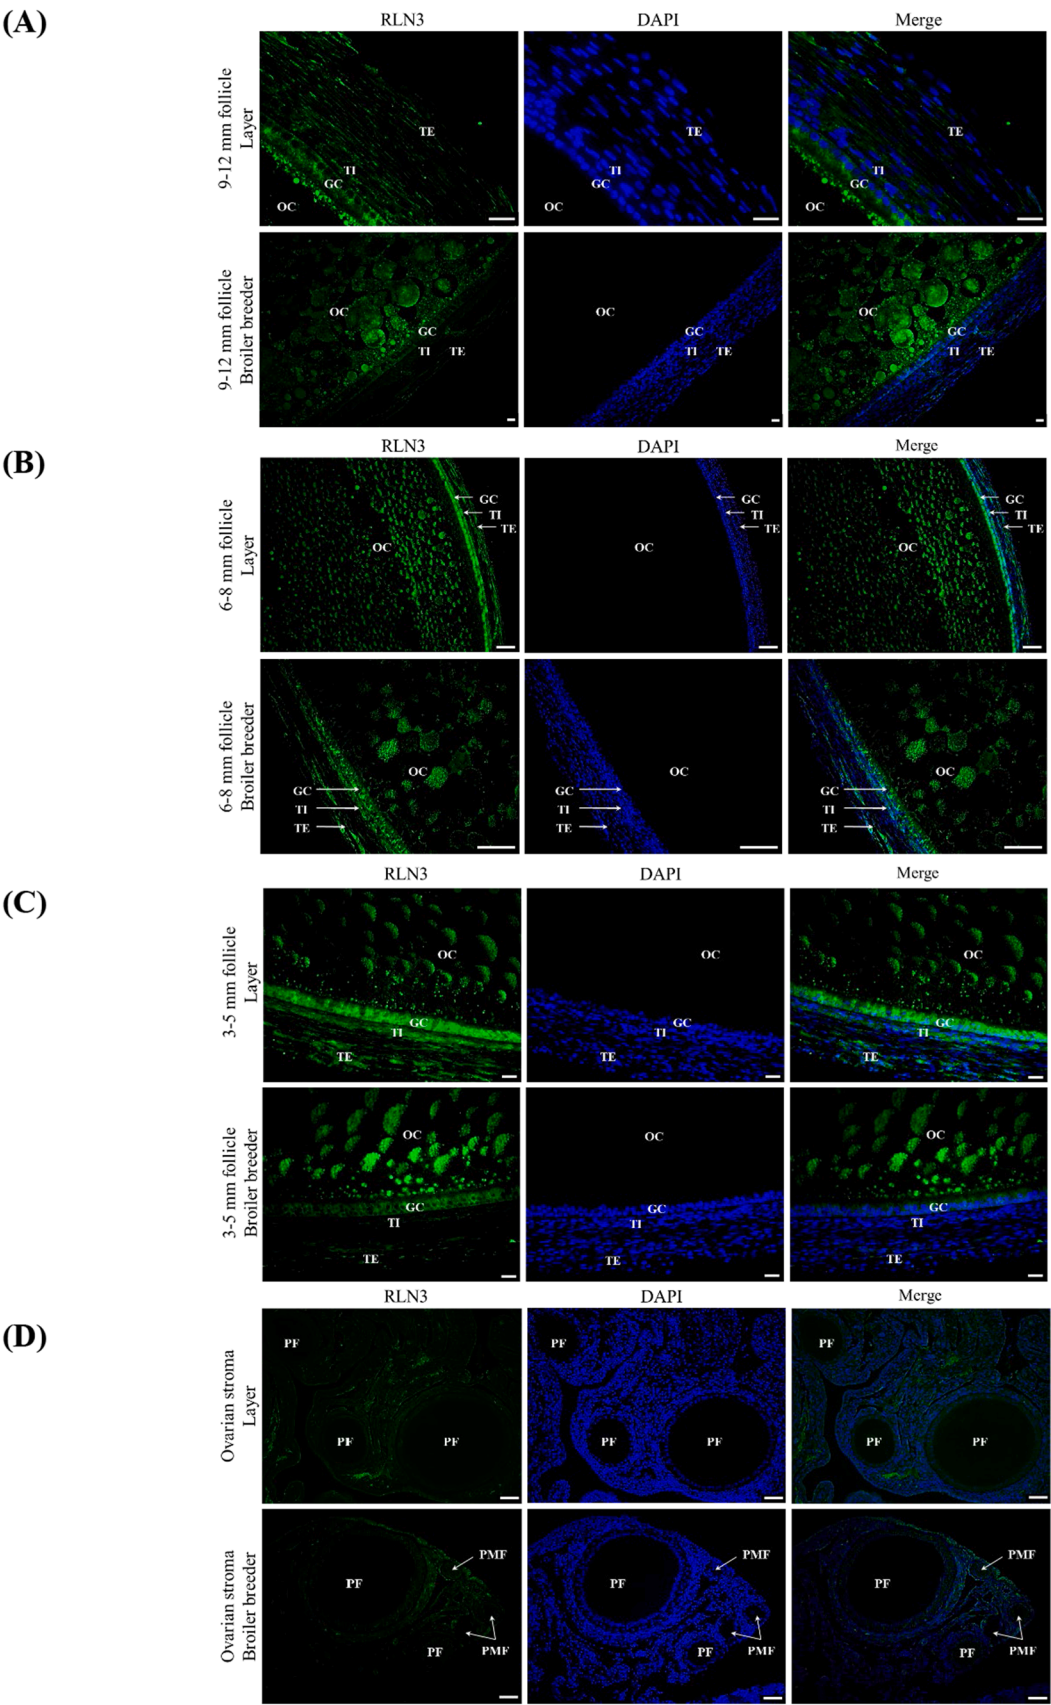 (A)
RLN3 DAPI Merge
9-12 mm follicle
Layer
TE TE TE
TI TI TI
GC GC GC
OC OC OC
9-12 mm follicle
Broiler breeder
OC OC OC
GC GC GC
TI TE TI TE TI TE
(B)
RLN3 DAPI Merge
6-8 mm follicle
Layer
GC GC GC
TI TI TI
TE TE TE
OC OC OC
6-8 mm follicle
Broiler breeder
OC OC OC
GC GC GC
TI TI TI
TE TE TE
(C)
RLN3 DAPI Merge
3-5 mm follicle
Layer
OC OC OC
GC GC GC
TI TI TI
TE TE TE
3-5 mm follicle
Broiler breeder
OC OC OC
GC GC GC
TI TI TI
TE TE TE
(D)
RLN3 DAPI Merge
Ovarian stroma
Layer
PF PF PF
PF PF PF PF PF PF
Ovarian stroma
Broiler breeder
PMF PMF PMF
PF PF PF
PF PMF PF PMF PF PMF